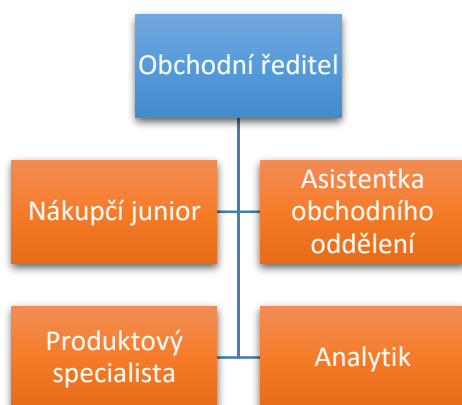 Obchodní ředitel
Nákupčí junior
Asistentka
obchodního
oddělení
Produktový
specialista
Analytik